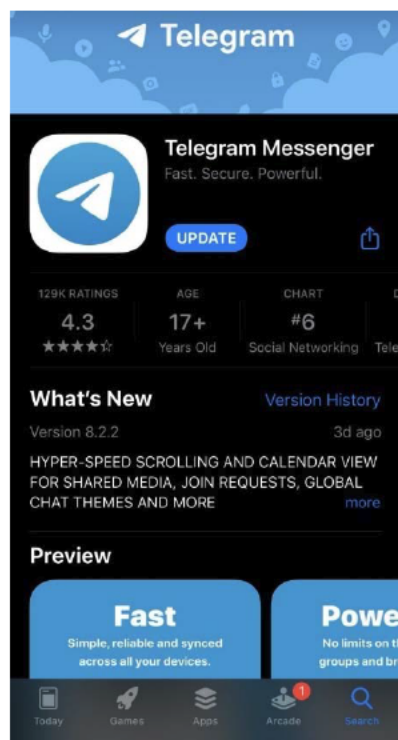 Telegram
Telegram Messenger
Fast. Secure. Powerful.
UPDATE
129K RATINGS
AGE
CHART
4.3
17+
#6
Years Old
Social Networking
Tele
What's New
Version History
Version 8.2.2
3d ago
HYPER-SPEED SCROLLING AND CALENDAR VIEW
FOR SHARED MEDIA, JOIN REQUESTS, GLOBAL
CHAT THEMES AND MORE
more
Preview
Fast
Simple, reliable and synced
across all your devices.
Powe
No limits on t
groups and br
1
Today
Games
Apps
Arcade
Search